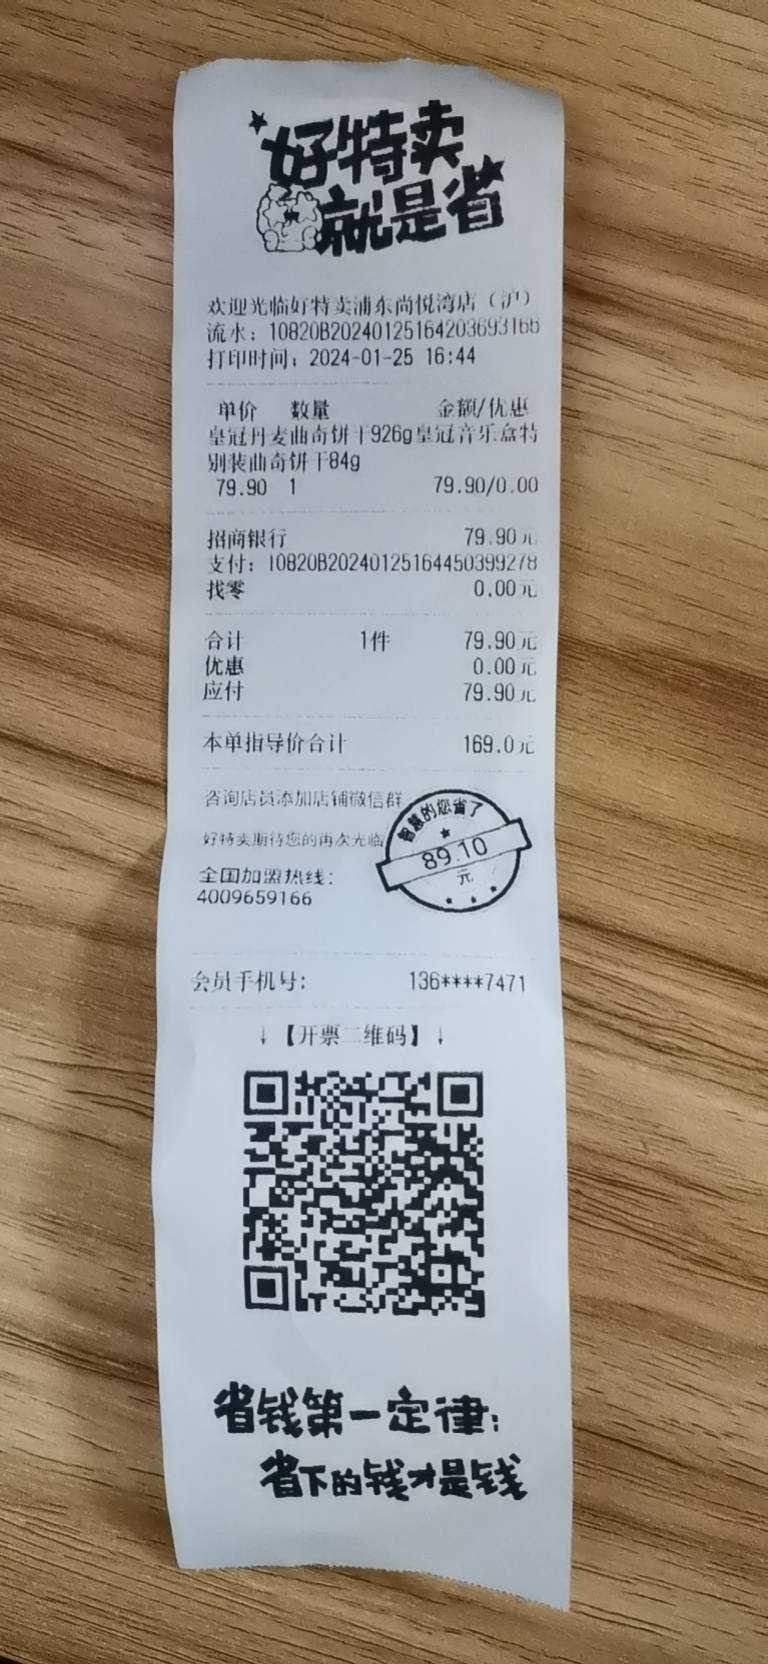 好特卖
就是省
欢迎光临好特卖浦东尚悦湾店（沪）
流水：10820B20240125164203693166
打印时间：2024-01-25 16:44
单价 数量 金额/优惠
皇冠丹麦曲奇饼干926g皇冠音乐盒特
别装曲奇饼干84g
79.90 1 79.90/0.00
招商银行 79.90元
支付：10820B20240125164450399278
找零 0.00元
合计 1件 79.90元
优惠 0.00元
应付 79.90元
本单指导价合计 169.0元
咨询店员添加店铺微信群
智慧的您省了
89.10
元
好特卖期待您的再次光临
全国加盟热线：
4009659166
会员手机号： 136****7471
↓【开票二维码】↓
省钱第一定律：
省下的钱才是钱